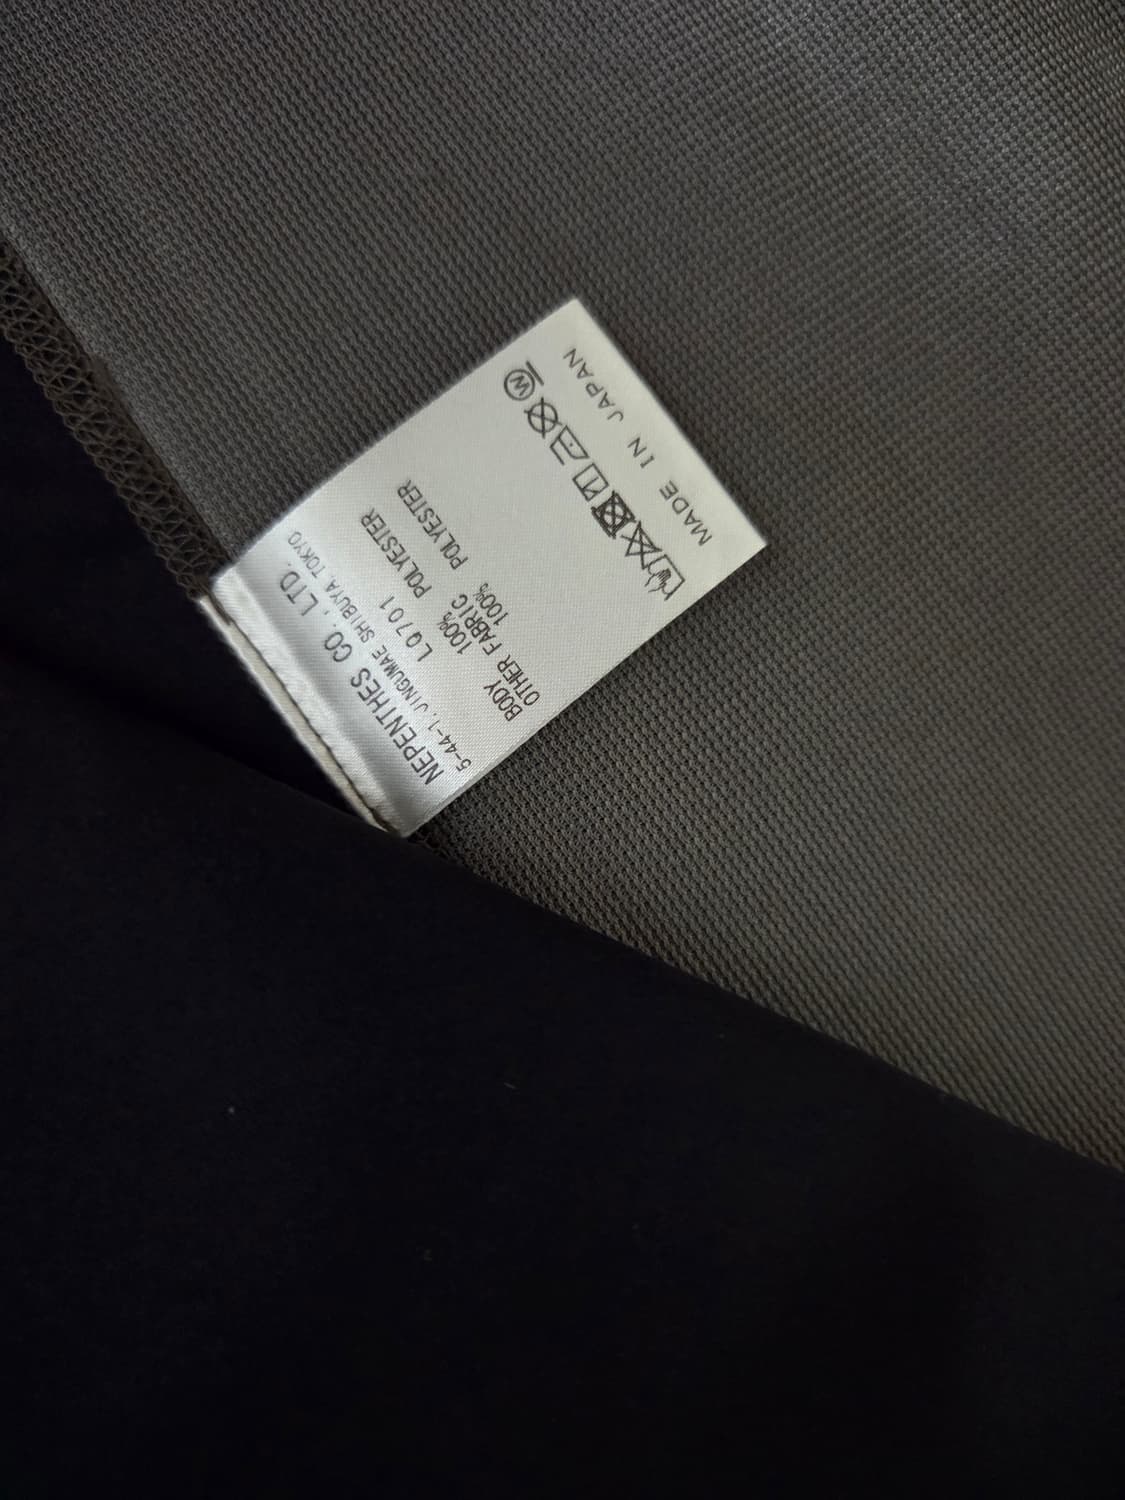 NEPENTHES CO., LTD.
5-44-1, JINGUMAE SHIBUYA, TOKYO.
LQ701
BODY 100% POLYESTER
OTHER FABRIC
100% POLYESTER
W
MADE IN JAPAN